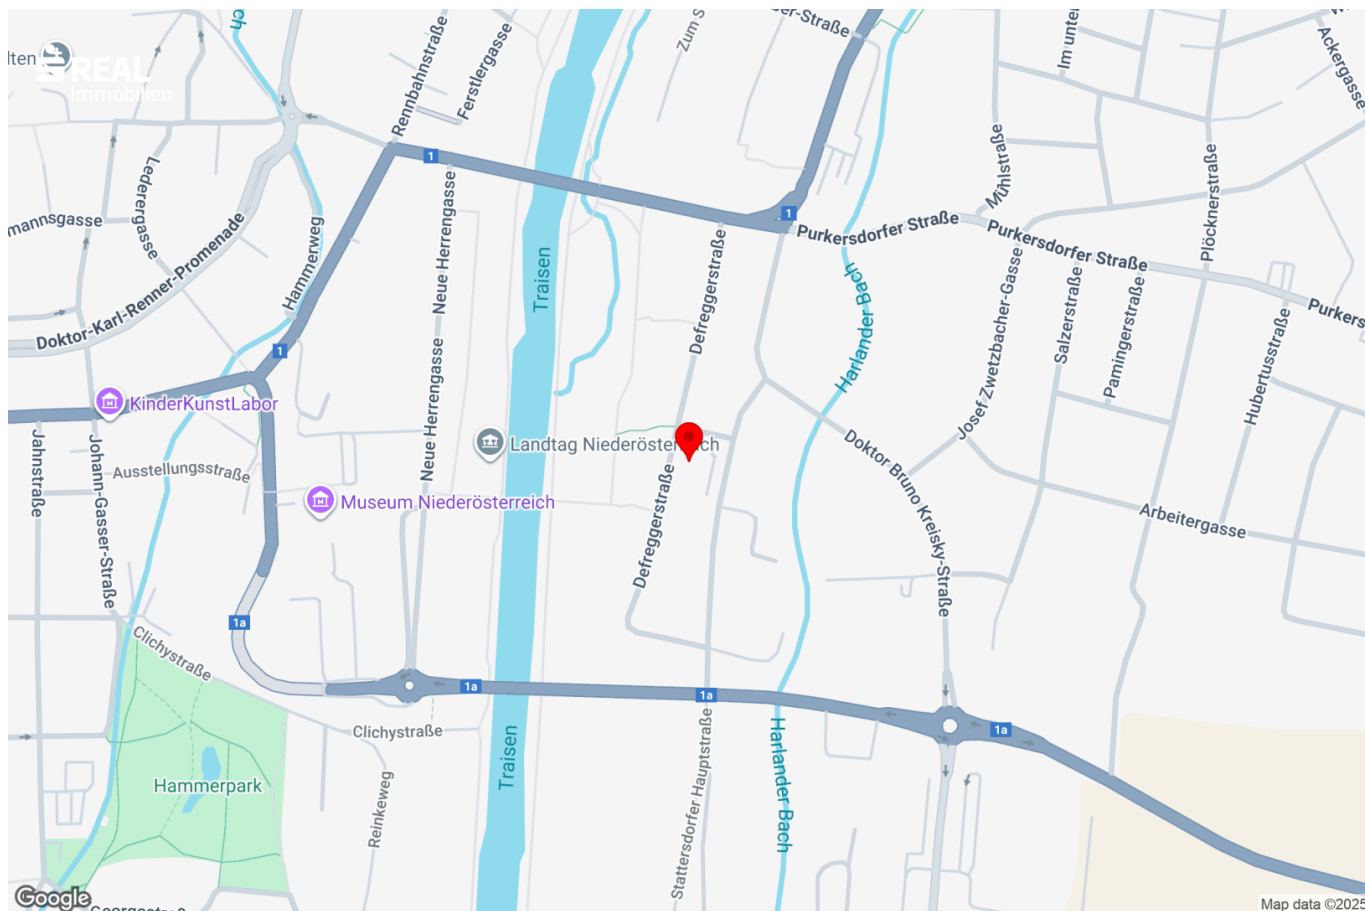 lten
REAL
Immobilien
Rennbahnstraße
Ferstlergasse
Zum S
er-Straße
Im unter
Ackergasse
Ledergasse
mannsgasse
Hammerweg
Doktor-Karl-Renner-Promenade
1
Neue Herrengasse
Traisen
Defreggerstraße
1
Purkersdorfer Straße
Mühlstraße
Purkersdorfer Straße
Plöcknerstraße
Purkers
Harlander Bach
Josef Zwetzbacher-Gasse
Salzerstraße
Pamingerstraße
Hubertusstraße
1
KinderKunstLabor
Jahnstraße
Johann-Gasser-Straße
Ausstellungsstraße
Neue Herrengasse
Landtag Niederösterreich
Museum Niederösterreich
Defreggerstraße
Doktor Bruno Kreisky-Straße
Arbeitergasse
1a
Clichystraße
1a
1a
1a
Clichystraße
Traisen
Stattersdorfer Hauptstraße
Harlander Bach
Hammerpark
Reinkeweg
Google
Map data ©2025